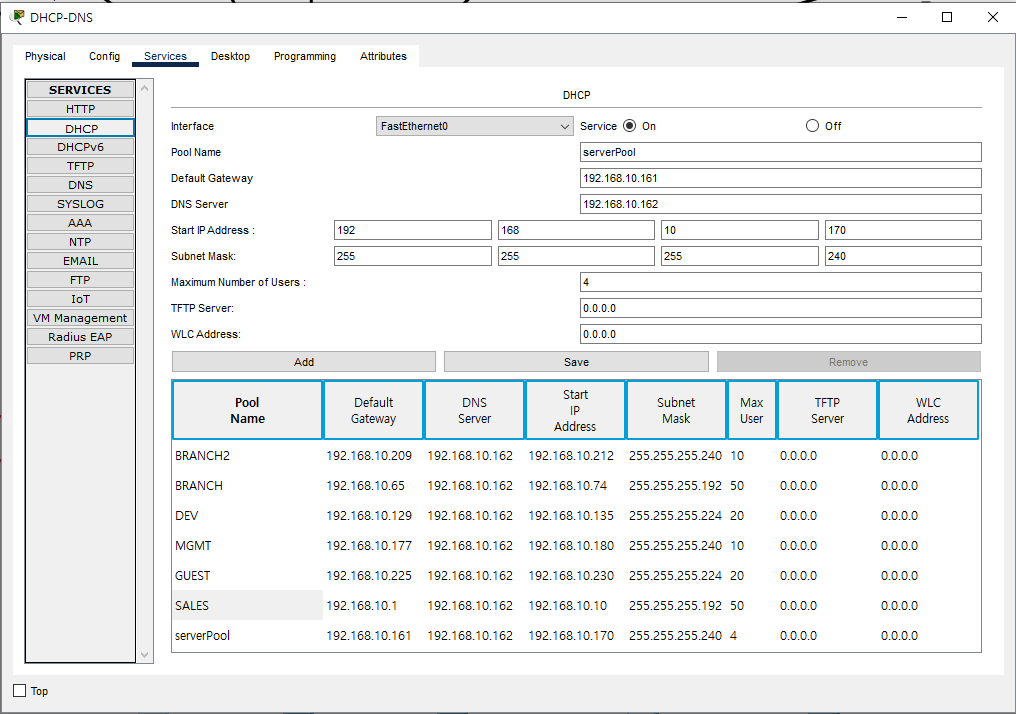 DHCP-DNS
Physical Config Services Desktop Programming Attributes
SERVICES
HTTP
DHCP
DHCPv6
TFTP
DNS
SYSLOG
AAA
NTP
EMAIL
FTP
IoT
VM Management
Radius EAP
PRP
DHCP
Interface FastEthernet0 Service On Off
Pool Name serverPool
Default Gateway 192.168.10.161
DNS Server 192.168.10.162
Start IP Address : 192 168 10 170
Subnet Mask: 255 255 255 240
Maximum Number of Users : 4
TFTP Server: 0.0.0.0
WLC Address: 0.0.0.0
Add Save Remove
Pool Name Default Gateway DNS Server Start IP Address Subnet Mask Max User TFTP Server WLC Address
BRANCH2 192.168.10.209 192.168.10.162 192.168.10.212 255.255.255.240 10 0.0.0.0 0.0.0.0
BRANCH 192.168.10.65 192.168.10.162 192.168.10.74 255.255.255.192 50 0.0.0.0 0.0.0.0
DEV 192.168.10.129 192.168.10.162 192.168.10.135 255.255.255.224 20 0.0.0.0 0.0.0.0
MGMT 192.168.10.177 192.168.10.162 192.168.10.180 255.255.255.240 10 0.0.0.0 0.0.0.0
GUEST 192.168.10.225 192.168.10.162 192.168.10.230 255.255.255.224 20 0.0.0.0 0.0.0.0
SALES 192.168.10.1 192.168.10.162 192.168.10.10 255.255.255.192 50 0.0.0.0 0.0.0.0
serverPool 192.168.10.161 192.168.10.162 192.168.10.170 255.255.255.240 4 0.0.0.0 0.0.0.0
Top